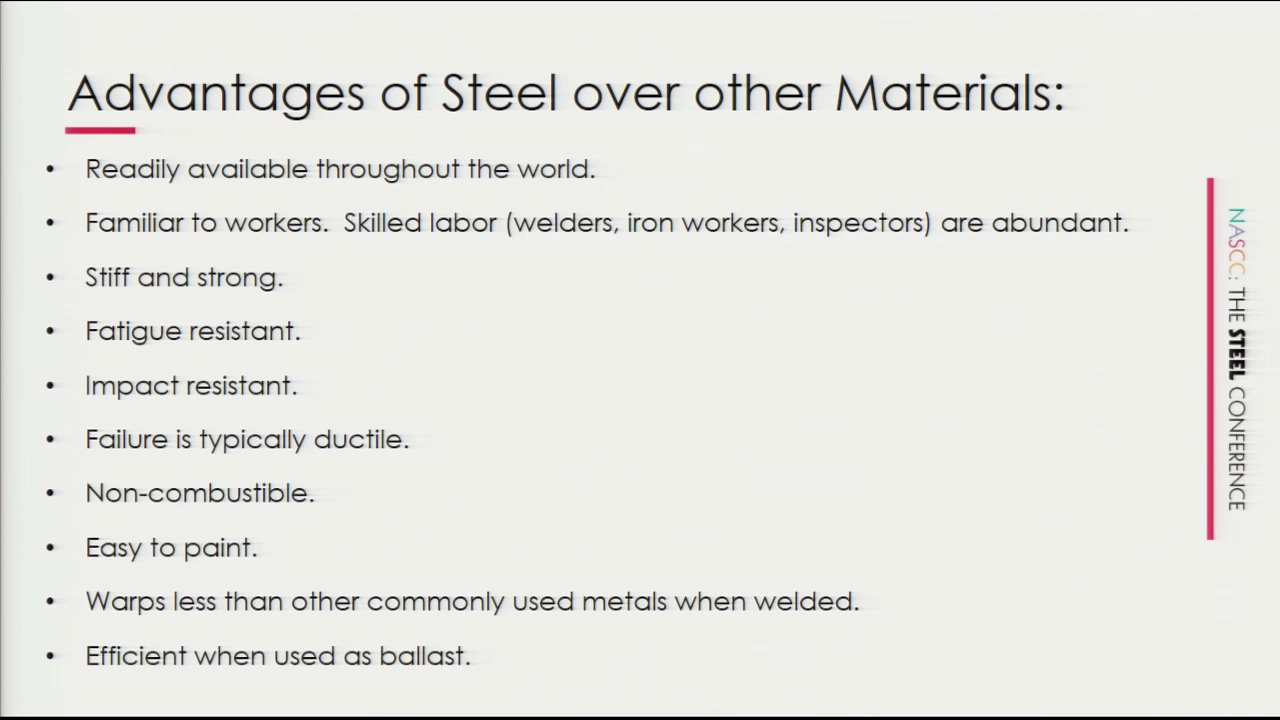 Advantages of Steel over other Materials:
• Readily available throughout the world.
• Familiar to workers.  Skilled labor (welders, iron workers, inspectors) are abundant.
• Stiff and strong.
• Fatigue resistant.
• Impact resistant.
• Failure is typically ductile.
• Non-combustible.
• Easy to paint.
• Warps less than other commonly used metals when welded.
• Efficient when used as ballast.
NASCC: THE STEEL CONFERENCE